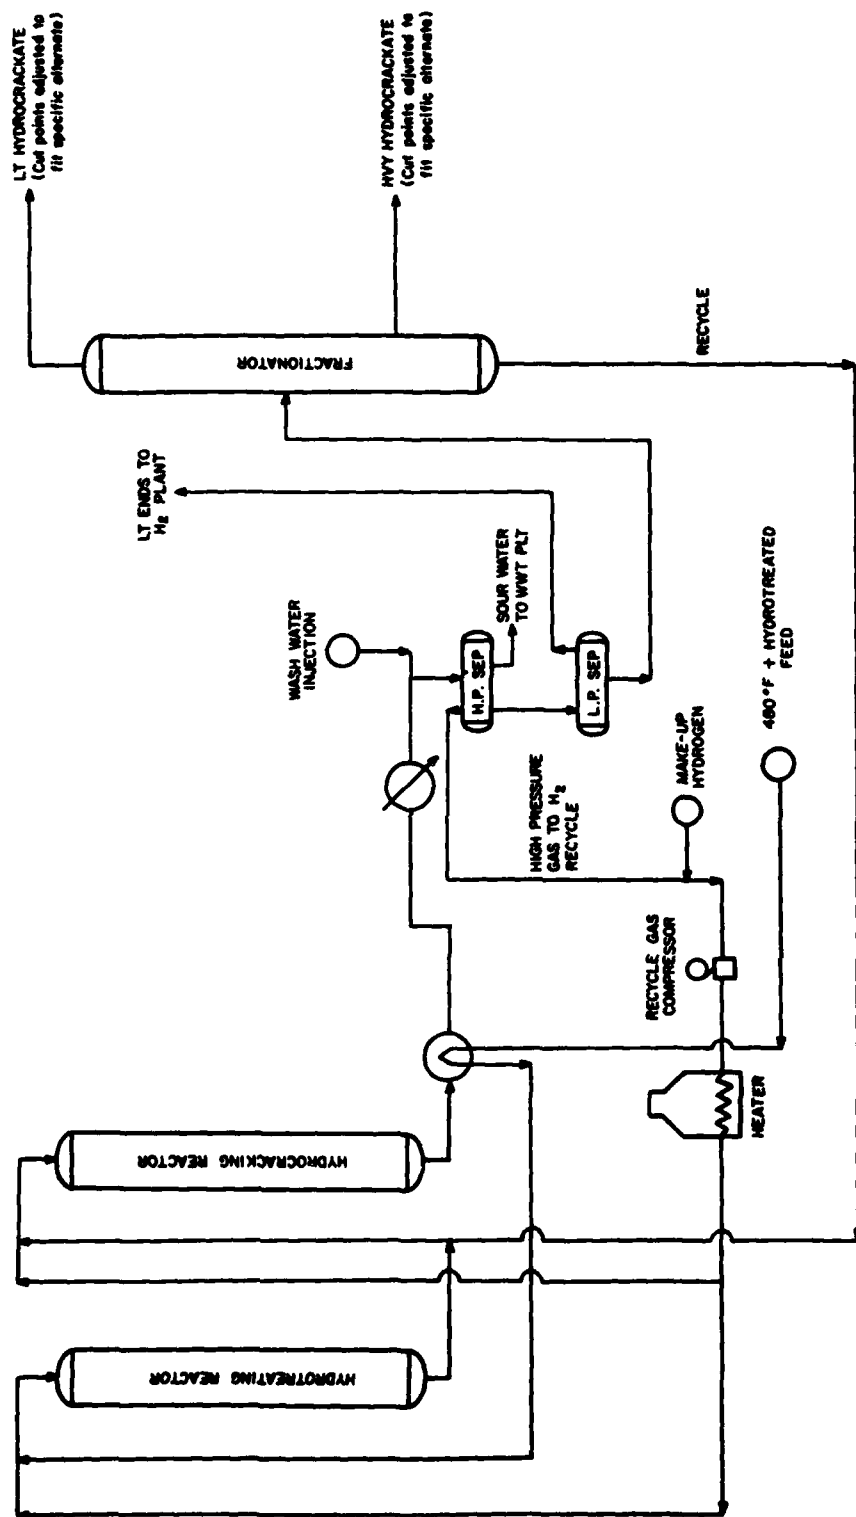 LT HYDROCRACKATE
(Cut points adjusted to
fit specific alternate)
HVY HYDROCRACKATE
(Cut points adjusted to
fit specific alternate)
FRACTIONATOR
RECYCLE
LT ENDS TO
H2 PLANT
WASH WATER
INJECTION
H.P. SEP
SOUR WATER
TO WWT PLT
L.P. SEP
HIGH PRESSURE
GAS TO H2
RECYCLE
MAKE-UP
HYDROGEN
480°F + HYDROTREATED
FEED
RECYCLE GAS
COMPRESSOR
HEATER
HYDROCRACKING REACTOR
HYDROTREATING REACTOR